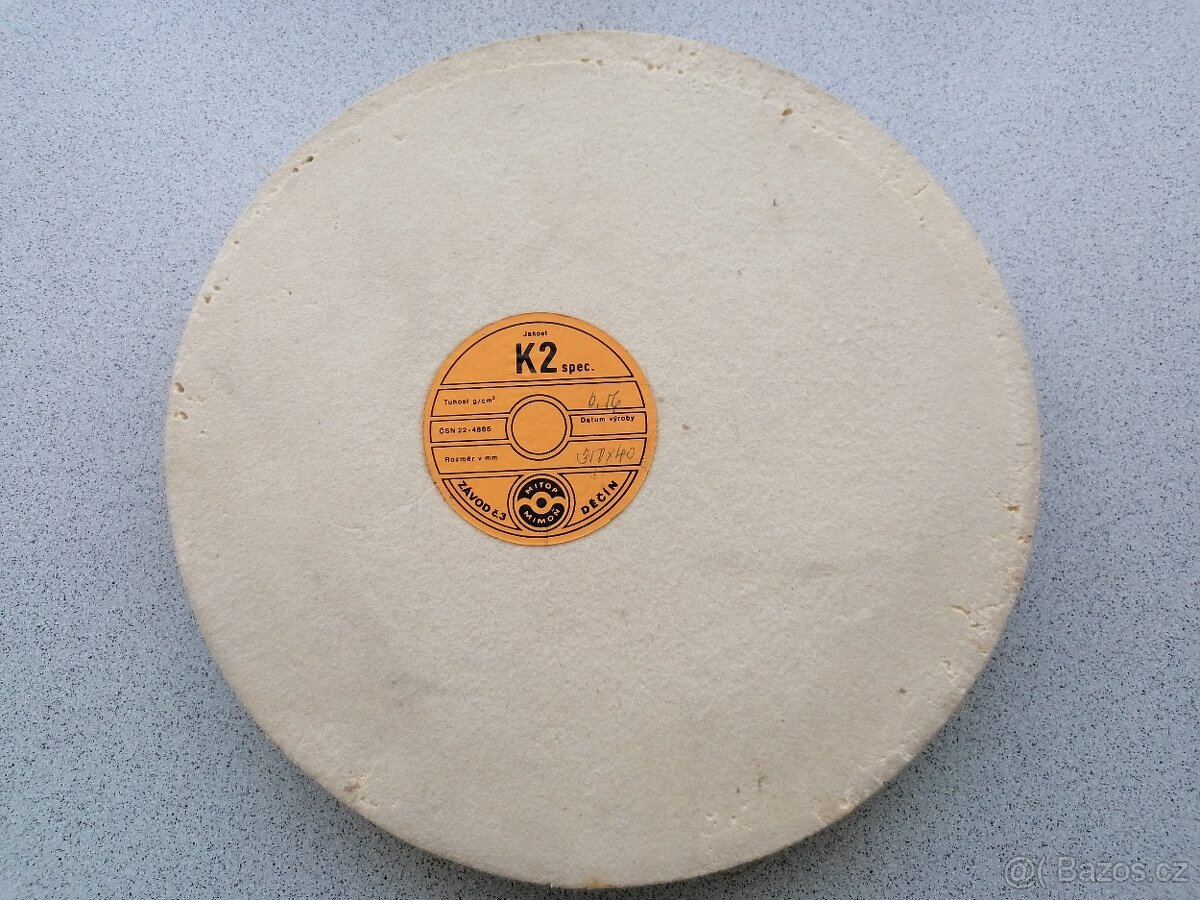 Jakost
K2 spec.
Tuhost g/cm³ 0,56
ČSN 22-4865 Datum výroby
Rozměr v mm 350x40
ZÁVOD č.3 MITOP MIMOŇ DĚČÍN
@( Bazos.cz